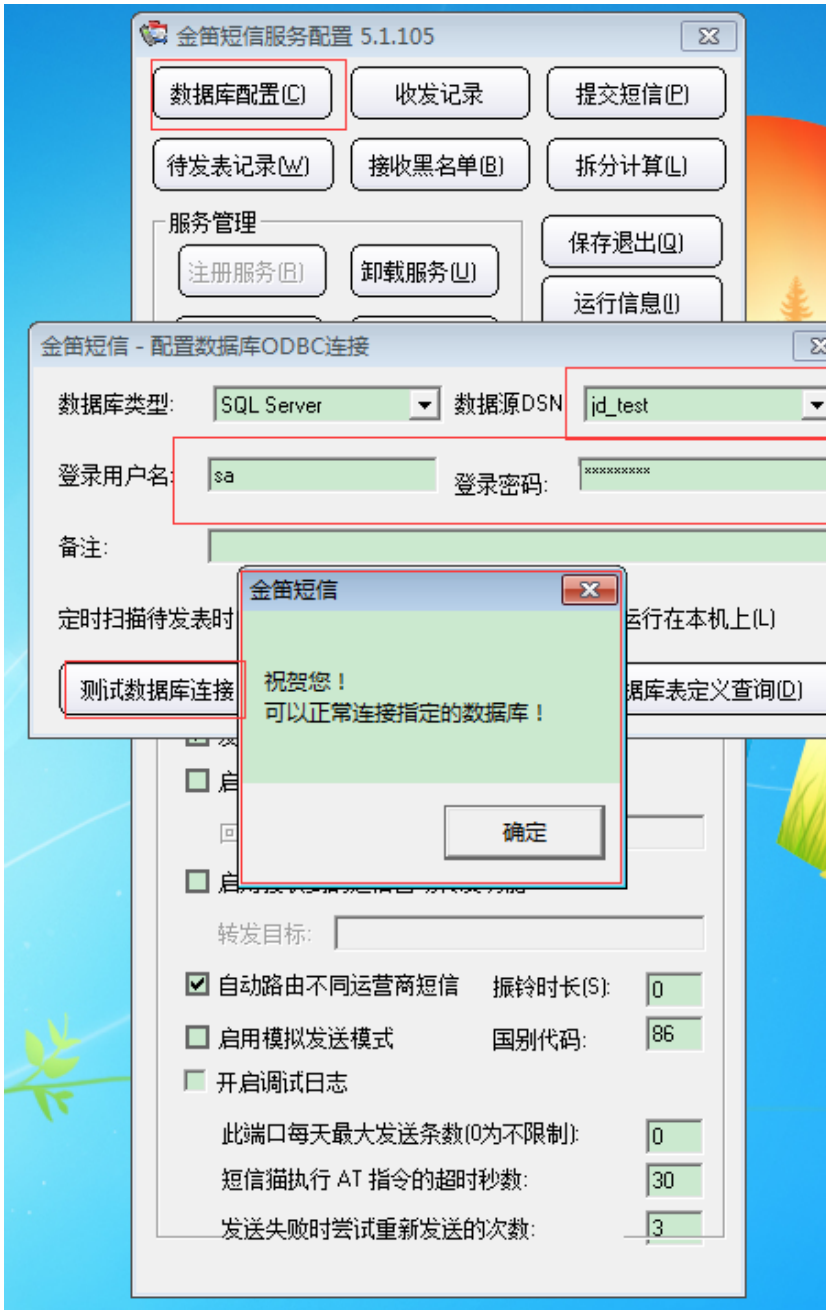 金笛短信服务配置 5.1.105
数据库配置(C) 收发记录 提交短信(P)
待发表记录(W) 接收黑名单(B) 拆分计算(L)
服务管理
保存退出(Q)
注册服务(R) 卸载服务(U)
运行信息(I)
金笛短信 - 配置数据库ODBC连接
数据库类型: SQL Server 数据源DSN jd_test
登录用户名: sa 登录密码: *********
备注:
金笛短信
定时扫描待发表时 运行在本机上(L)
祝贺您！
测试数据库连接 据库表定义查询(D)
可以正常连接指定的数据库！
启
确定
回
启
转发目标:
自动路由不同运营商短信 振铃时长(S): 0
启用模拟发送模式 国别代码: 86
开启调试日志
此端口每天最大发送条数(0为不限制): 0
短信猫执行 AT 指令的超时秒数: 30
发送失败时尝试重新发送的次数: 3